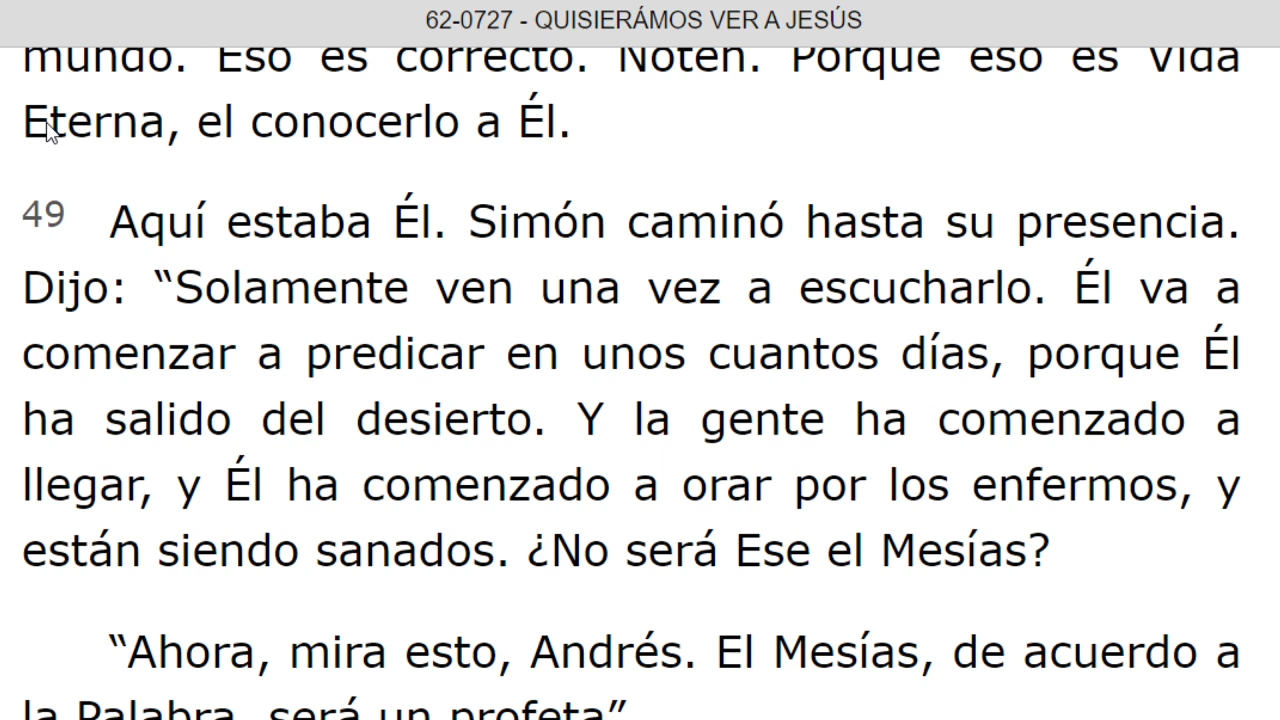 62-0727 - QUISIERÁMOS VER A JESÚS
mundo. Eso es correcto. Noten. Porque eso es Vida
Eterna, el conocerlo a Él.
49 Aquí estaba Él. Simón caminó hasta su presencia.
Dijo: “Solamente ven una vez a escucharlo. Él va a
comenzar a predicar en unos cuantos días, porque Él
ha salido del desierto. Y la gente ha comenzado a
llegar, y Él ha comenzado a orar por los enfermos, y
están siendo sanados. ¿No será Ese el Mesías?
“Ahora, mira esto, Andrés. El Mesías, de acuerdo a
la Palabra, será un profeta”